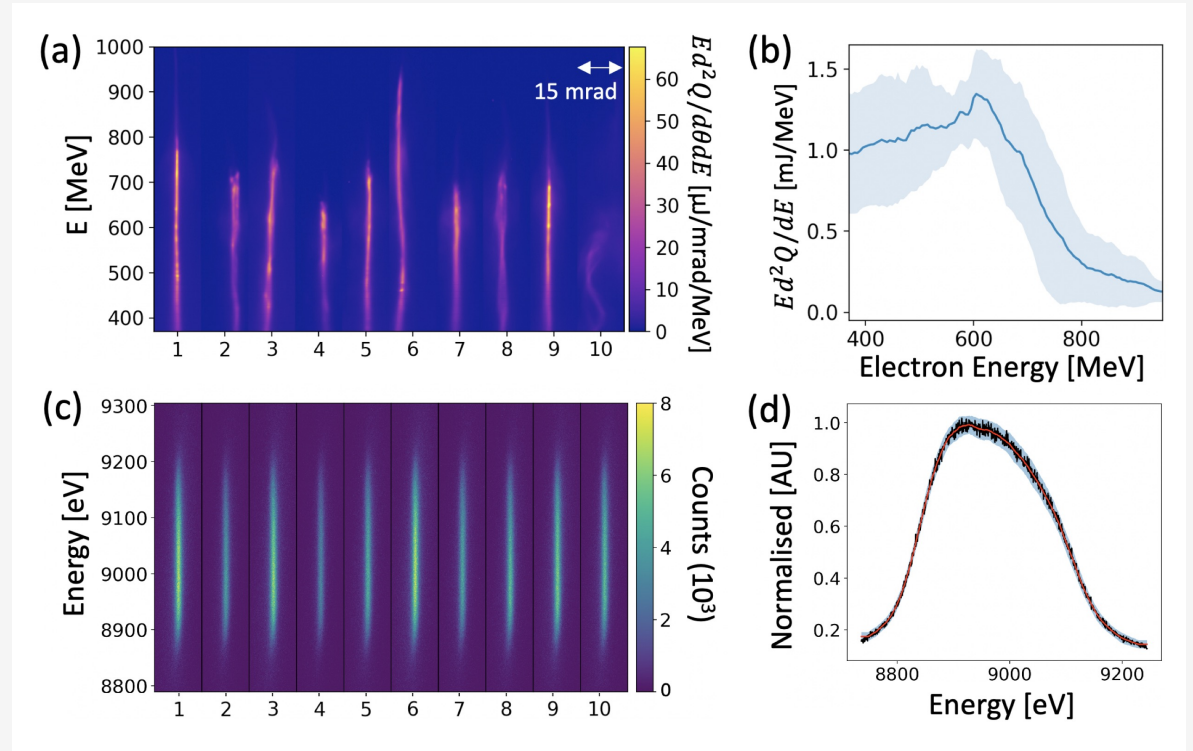 (a)
1000
900
800
700
600
500
400
E [MeV]
15 mrad
1 2 3 4 5 6 7 8 9 10
60
50
40
30
20
10
0
Ed²Q/dθdE [μJ/mrad/MeV]
(b)
1.5
1.0
0.5
0.0
Ed²Q/dE [mJ/MeV]
400 600 800
Electron Energy [MeV]
(c)
9300
9200
9100
9000
8900
8800
Energy [eV]
1 2 3 4 5 6 7 8 9 10
8
6
4
2
0
Counts (10³)
(d)
1.0
0.8
0.6
0.4
0.2
Normalised [AU]
8800 9000 9200
Energy [eV]